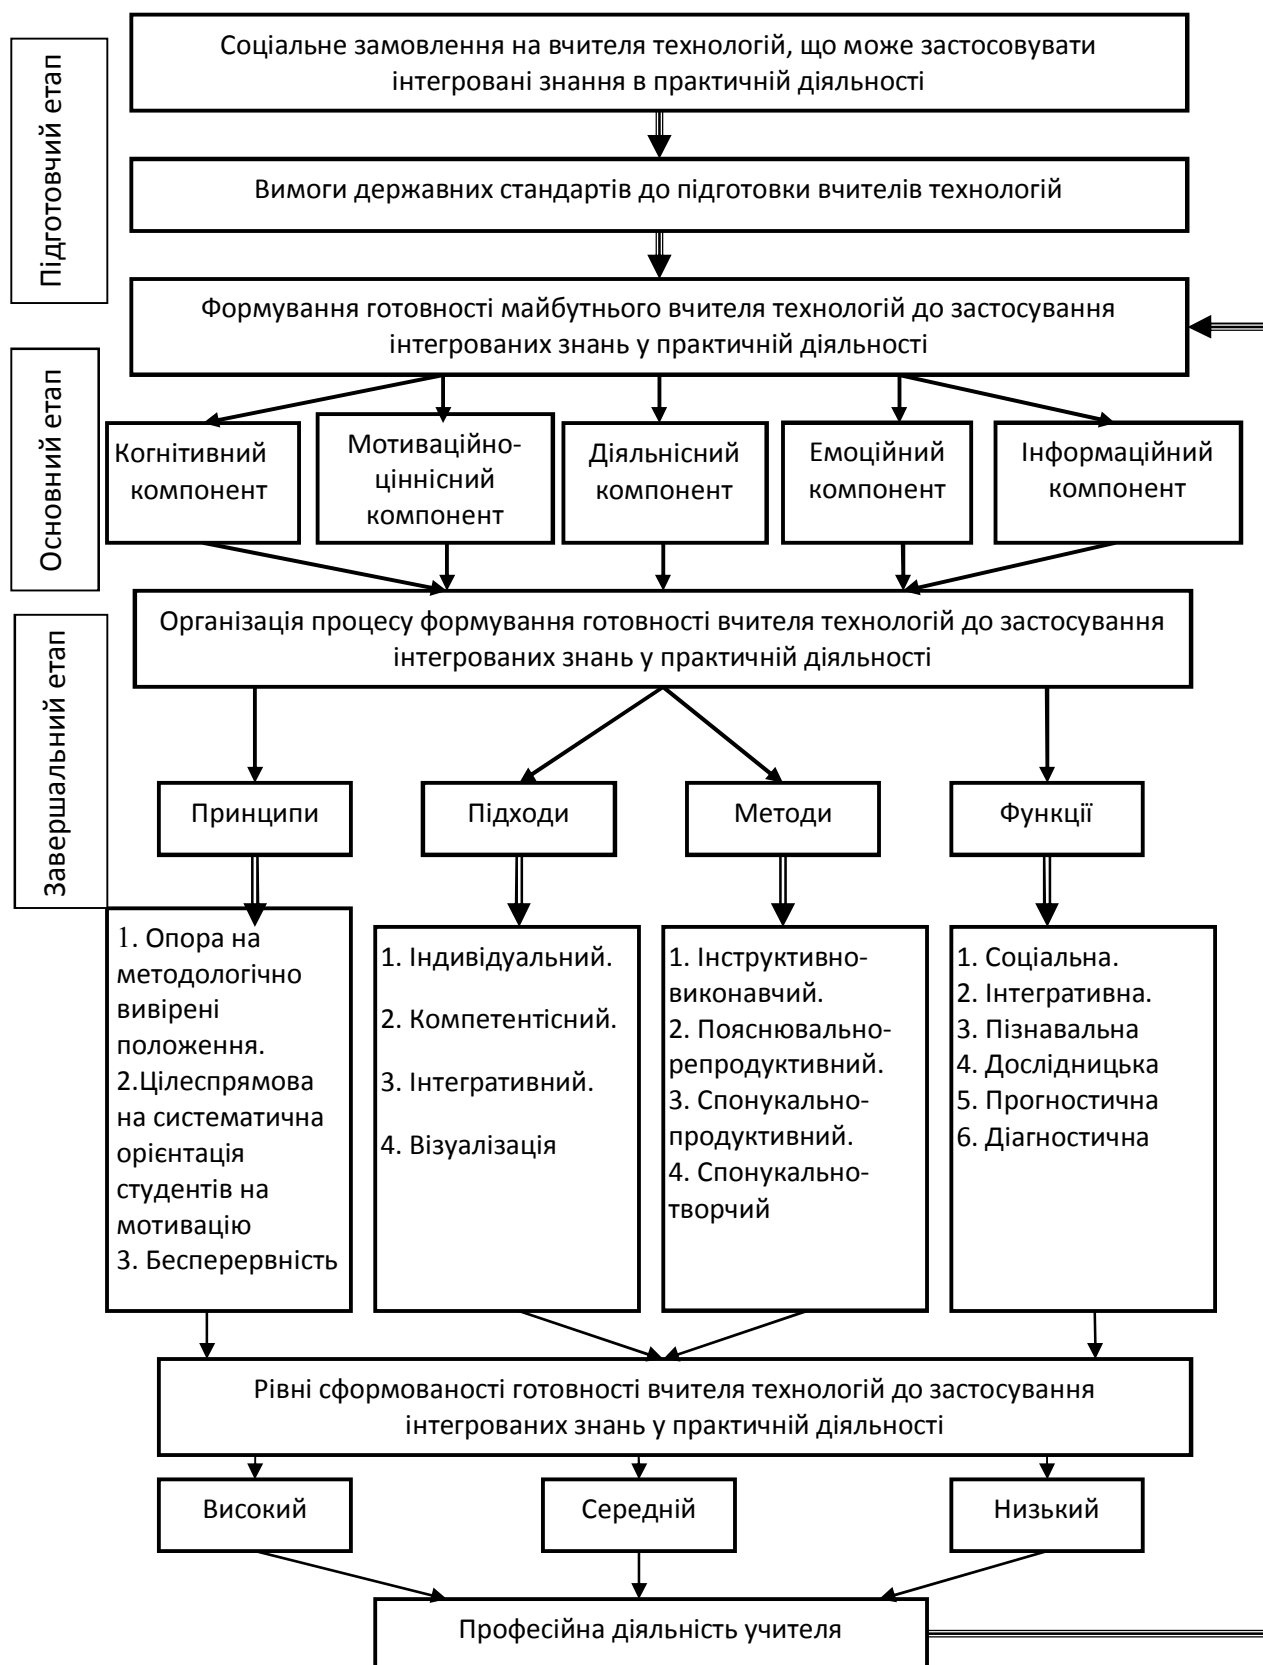 Підготовчий етап
Соціальне замовлення на вчителя технологій, що може застосовувати
інтегровані знання в практичній діяльності
Вимоги державних стандартів до підготовки вчителів технологій
Формування готовності майбутнього вчителя технологій до застосування
інтегрованих знань у практичній діяльності
Основний етап
Когнітивний
компонент
Мотиваційно-
ціннісний
компонент
Діяльнісний
компонент
Емоційний
компонент
Інформаційний
компонент
Завершальний етап
Організація процесу формування готовності вчителя технологій до застосування
інтегрованих знань у практичній діяльності
Принципи
Підходи
Методи
Функції
1. Опора на
методологічно
вивірені
положення.
2.Цілеспрямова
на систематична
орієнтація
студентів на
мотивацію
3. Бесперервність
1. Індивідуальний.
2. Компетентісний.
3. Інтегративний.
4. Візуалізація
1. Інструктивно-
виконавчий.
2. Пояснювально-
репродуктивний.
3. Спонукально-
продуктивний.
4. Спонукально-
творчий
1. Соціальна.
2. Інтегративна.
3. Пізнавальна
4. Дослідницька
5. Прогностична
6. Діагностична
Рівні сформованості готовності вчителя технологій до застосування
інтегрованих знань у практичній діяльності
Високий
Середній
Низький
Професійна діяльність учителя